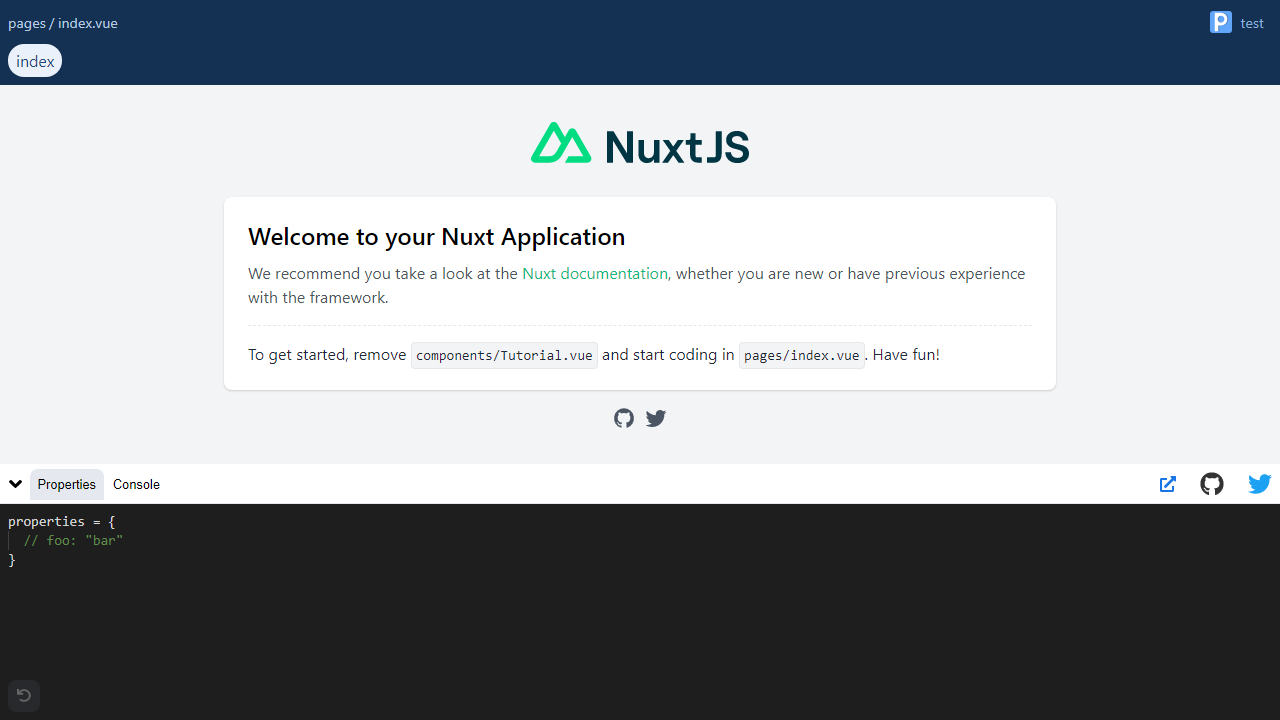 pages / index.vue
P test
index
NuxtJS
Welcome to your Nuxt Application
We recommend you take a look at the Nuxt documentation, whether you are new or have previous experience
with the framework.
To get started, remove components/Tutorial.vue and start coding in pages/index.vue. Have fun!
Properties Console
properties = {
// foo: "bar"
}